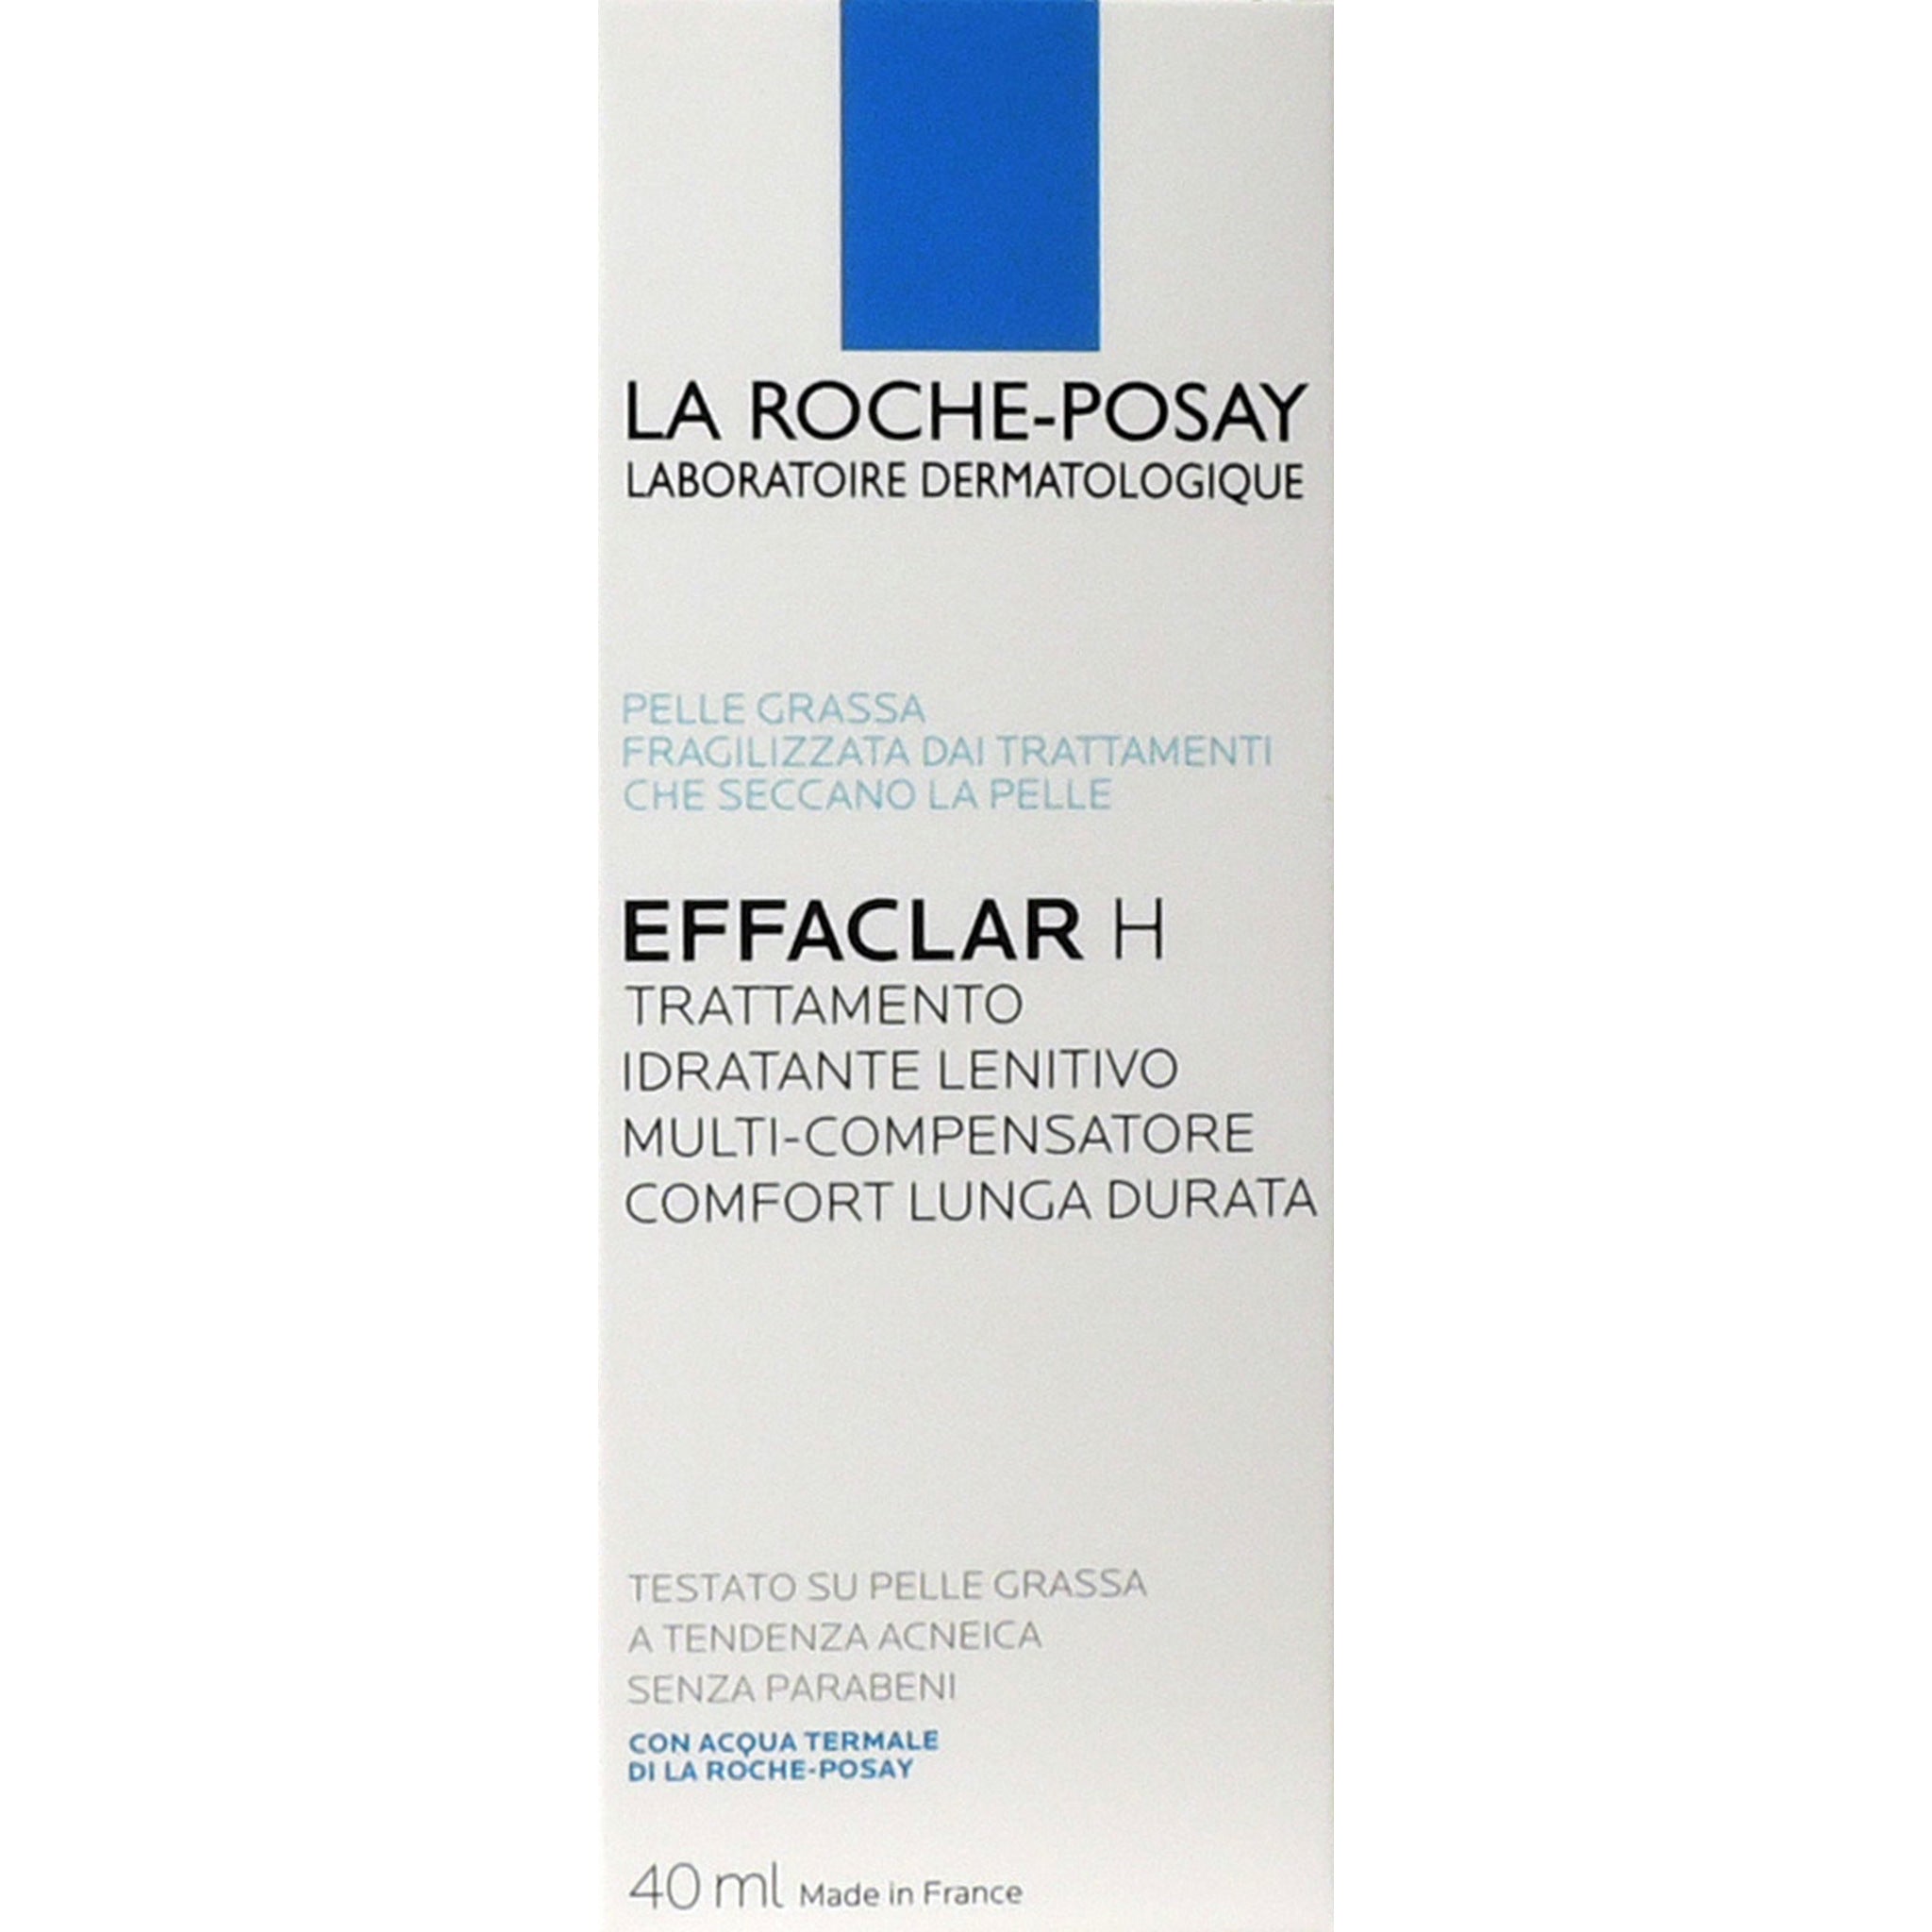 LA ROCHE-POSAY
LABORATOIRE DERMATOLOGIQUE
PELLE GRASSA
FRAGILIZZATA DAI TRATTAMENTI
CHE SECCANO LA PELLE
EFFACLAR H
TRATTAMENTO
IDRATANTE LENITIVO
MULTI-COMPENSATORE
COMFORT LUNGA DURATA
TESTATO SU PELLE GRASSA
A TENDENZA ACNEICA
SENZA PARABENI
CON ACQUA TERMALE
DI LA ROCHE-POSAY
40 ml Made in France